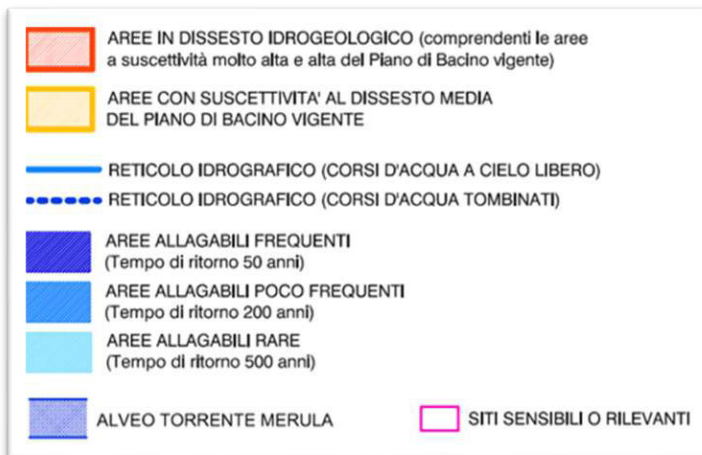 AREE IN DISSESTO IDROGEOLOGICO (comprendenti le aree
a suscettività molto alta e alta del Piano di Bacino vigente)
AREE CON SUSCETTIVITA' AL DISSESTO MEDIA
DEL PIANO DI BACINO VIGENTE
RETICOLO IDROGRAFICO (CORSI D'ACQUA A CIELO LIBERO)
RETICOLO IDROGRAFICO (CORSI D'ACQUA TOMBINATI)
AREE ALLAGABILI FREQUENTI
(Tempo di ritorno 50 anni)
AREE ALLAGABILI POCO FREQUENTI
(Tempo di ritorno 200 anni)
AREE ALLAGABILI RARE
(Tempo di ritorno 500 anni)
ALVEO TORRENTE MERULA
SITI SENSIBILI O RILEVANTI